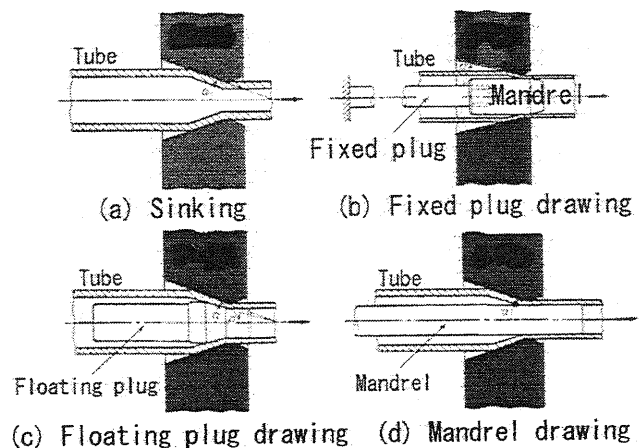 Tube
(a) Sinking
Tube
Mandrel
Fixed plug
(b) Fixed plug drawing
Tube
Floating plug
(c) Floating plug drawing
Tube
Mandrel
(d) Mandrel drawing